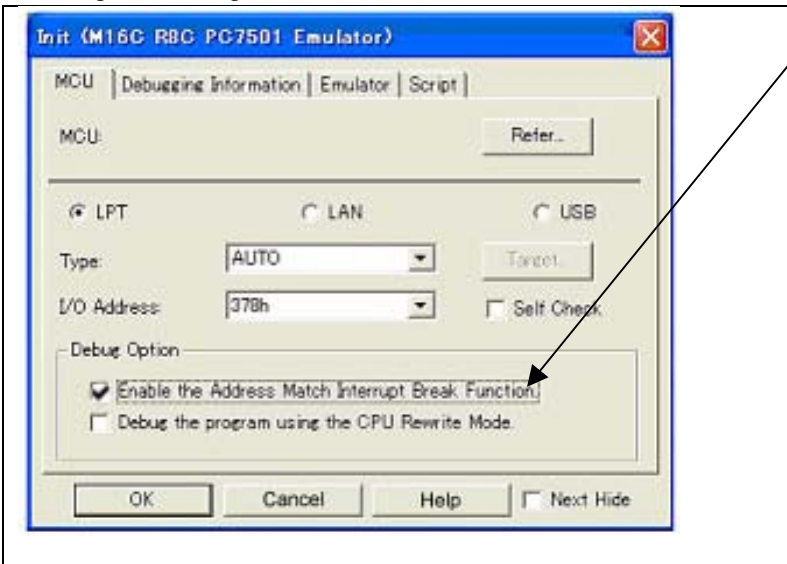 Init (M16C R8C PC7501 Emulator)
MCU Debugging Information Emulator Script
MCU: Refer...
LPT LAN USB
Type: AUTO Target..
I/O Address: 378h Self Check
Debug Option
Enable the Address Match Interrupt Break Function.
Debug the program using the CPU Rewrite Mode.
OK Cancel Help Next Hide